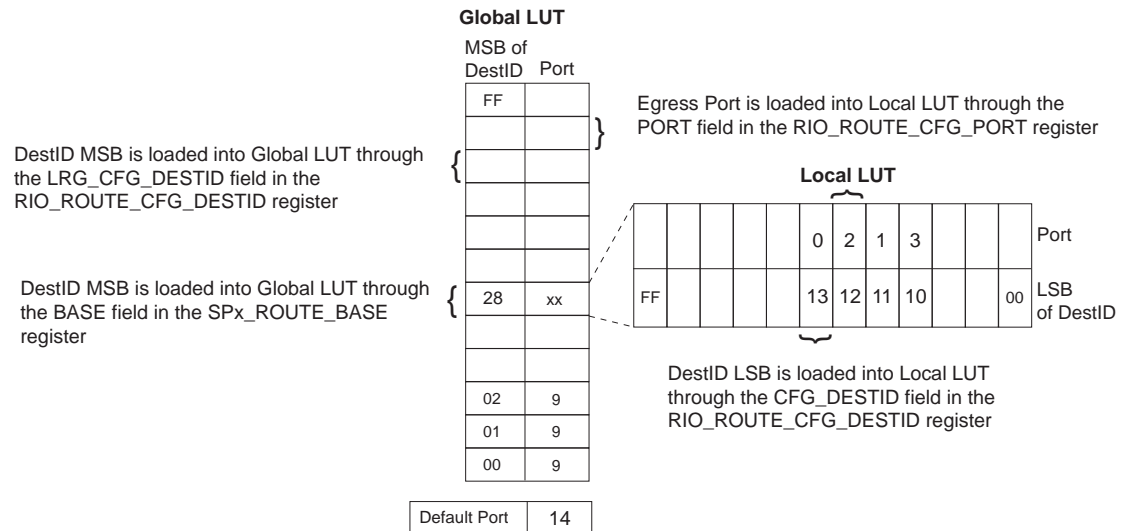 Global LUT
MSB of
DestID Port
FF
Egress Port is loaded into Local LUT through the
PORT field in the RIO_ROUTE_CFG_PORT register
DestID MSB is loaded into Global LUT through
the LRG_CFG_DESTID field in the
RIO_ROUTE_CFG_DESTID register
Local LUT
0 2 1 3 Port
DestID MSB is loaded into Global LUT through
the BASE field in the SPx_ROUTE_BASE
register
28 xx
FF 13 12 11 10 00 LSB
of DestID
DestID LSB is loaded into Local LUT
through the CFG_DESTID field in the
RIO_ROUTE_CFG_DESTID register
02 9
01 9
00 9
Default Port 14